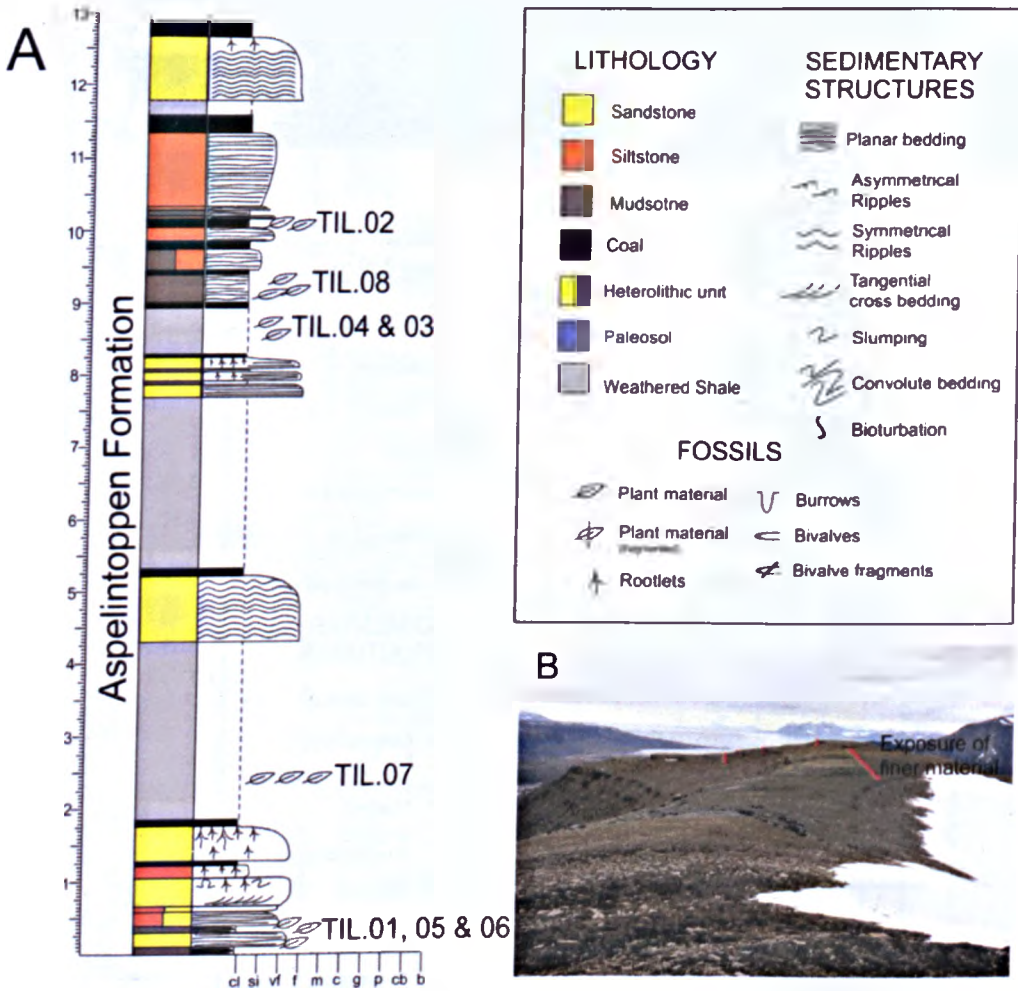 A
Aspelintoppen Formation
13
12
11
10
9
8
7
6
5
4
3
2
1
TIL.02
TIL.08
TIL.04 & 03
TIL.07
TIL.01, 05 & 06
cl si vf f m c g p cb b
LITHOLOGY
Sandstone
Siltstone
Mudsotne
Coal
Heterolithic unit
Paleosol
Weathered Shale
SEDIMENTARY
STRUCTURES
Planar bedding
Asymmetrical
Ripples
Symmetrical
Ripples
Tangential
cross bedding
Slumping
Convolute bedding
Bioturbation
FOSSILS
Plant material
Plant material
Rootlets
Burrows
Bivalves
Bivalve fragments
B
Exposure of
finer material